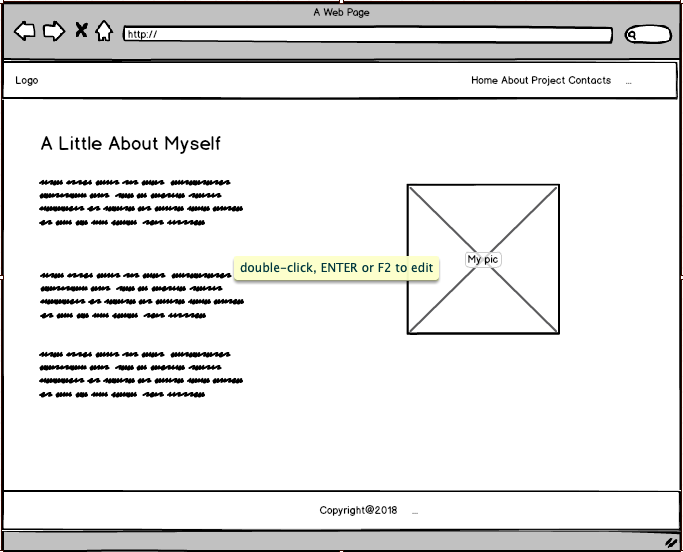 A Web Page
http://
Logo
Home About Project Contacts ...
A Little About Myself
double-click, ENTER or F2 to edit
My pic
Copyright@2018 ...